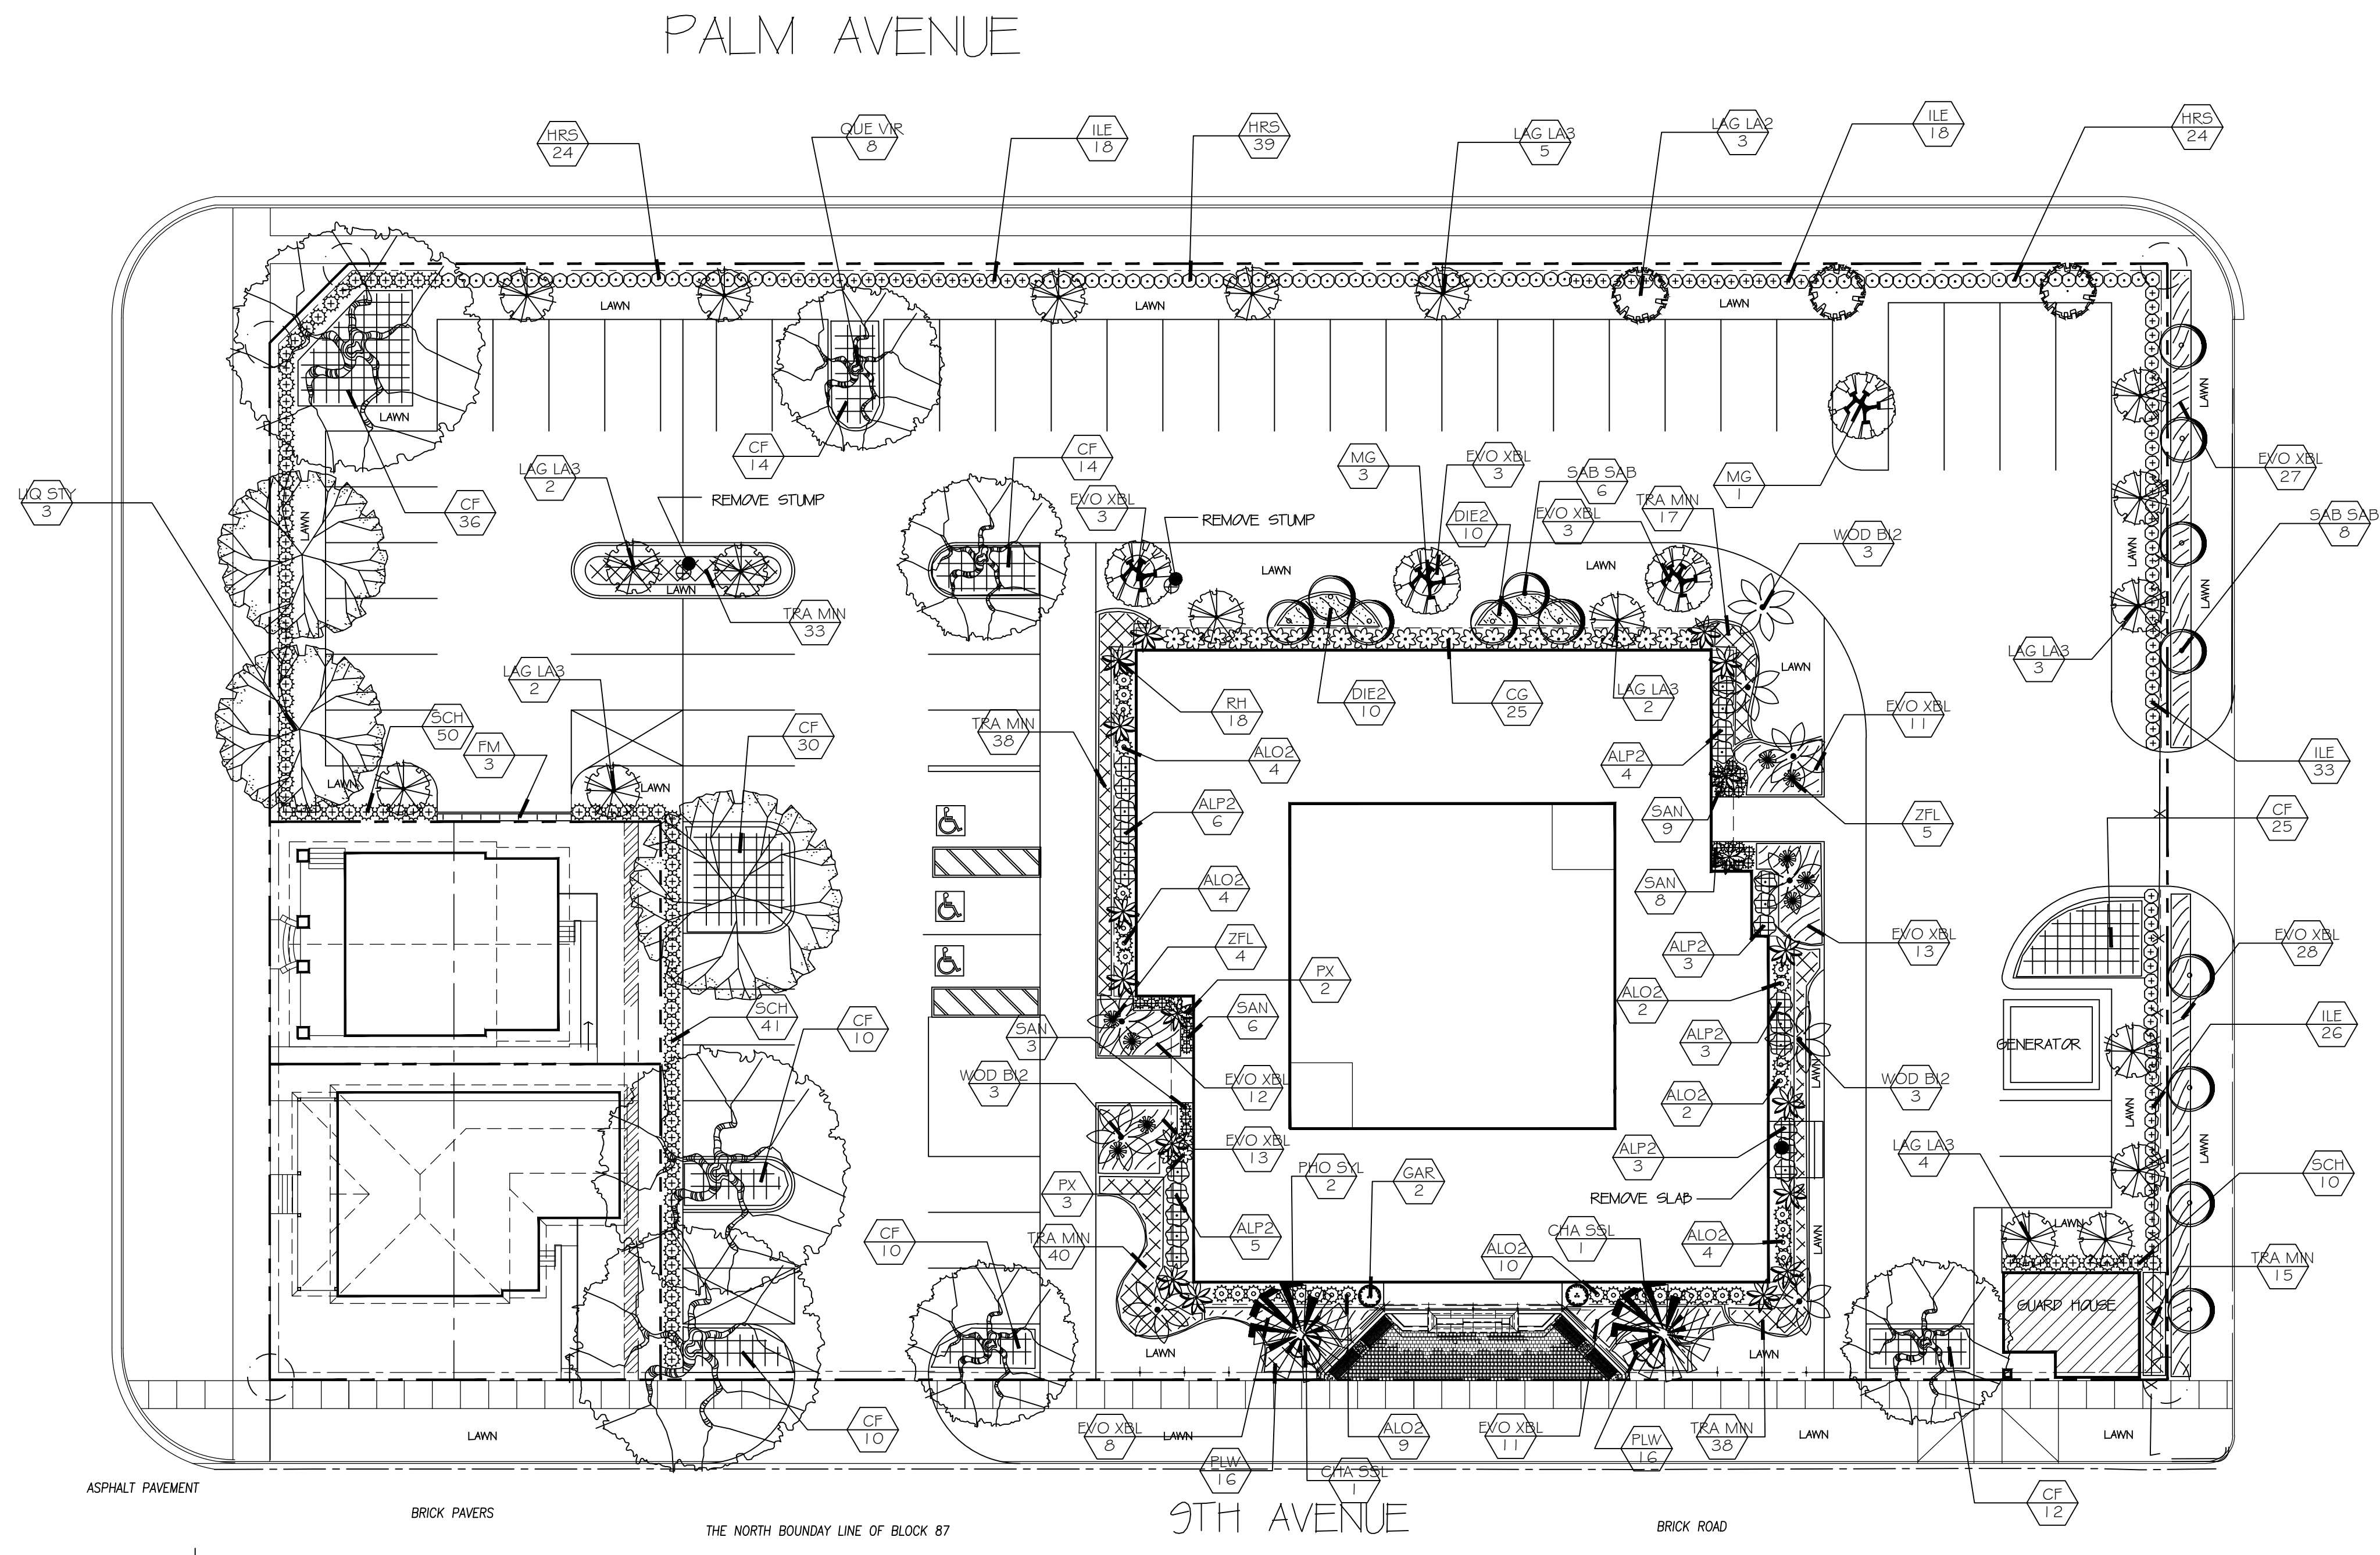 PALM AVENUE
HRS
24
QUE VIR
8
ILE
18
HRS
39
LAG LA3
5
LAG LA2
3
ILE
18
HRS
24
LAWN
LAWN
LAWN
LAWN
LAWN
LIQ STY
3
LAWN
CF
36
LAG LA3
2
REMOVE STUMP
CF
14
CF
14
EVO XBL
3
REMOVE STUMP
MG
3
EVO XBL
3
DIE2
10
SAB SAB
6
EVO XBL
3
TRA MIN
17
MG
1
WOD BI2
3
EVO XBL
27
SAB SAB
8
LAWN
LAWN
LAWN
LAWN
LAWN
LAWN
TRA MIN
33
LAG LA3
2
SCH
50
FM
3
CF
30
LAWN
LAWN
TRA MIN
38
RH
18
DIE2
10
CG
25
LAG LA3
2
LAG LA3
3
EVO XBL
11
ALO2
4
ALP2
4
ILE
33
ALP2
6
SAN
9
ZFL
5
CF
25
ALO2
4
SAN
8
ZFL
4
ALP2
3
EVO XBL
13
EVO XBL
28
PX
2
ALO2
2
SCH
41
CF
10
SAN
3
SAN
6
ALP2
3
GENERATOR
ILE
26
WOD BI2
3
EVO XBL
12
ALO2
2
LAWN
WOD BI2
3
LAWN
LAWN
EVO XBL
13
ALP2
3
LAG LA3
4
PX
3
PHO SYL
2
GAR
2
REMOVE SLAB
SCH
10
CF
10
TRA MIN
40
ALP2
5
ALO2
10
CHA SSL
1
ALO2
4
LAWN
LAWN
TRA MIN
15
GUARD HOUSE
LAWN
LAWN
CF
10
LAWN
EVO XBL
8
LAWN
ALO2
9
EVO XBL
11
PLW
16
TRA MIN
38
LAWN
LAWN
PLW
16
CHA SSL
1
CF
12
ASPHALT PAVEMENT
BRICK PAVERS
THE NORTH BOUNDAY LINE OF BLOCK 87
9TH AVENUE
BRICK ROAD